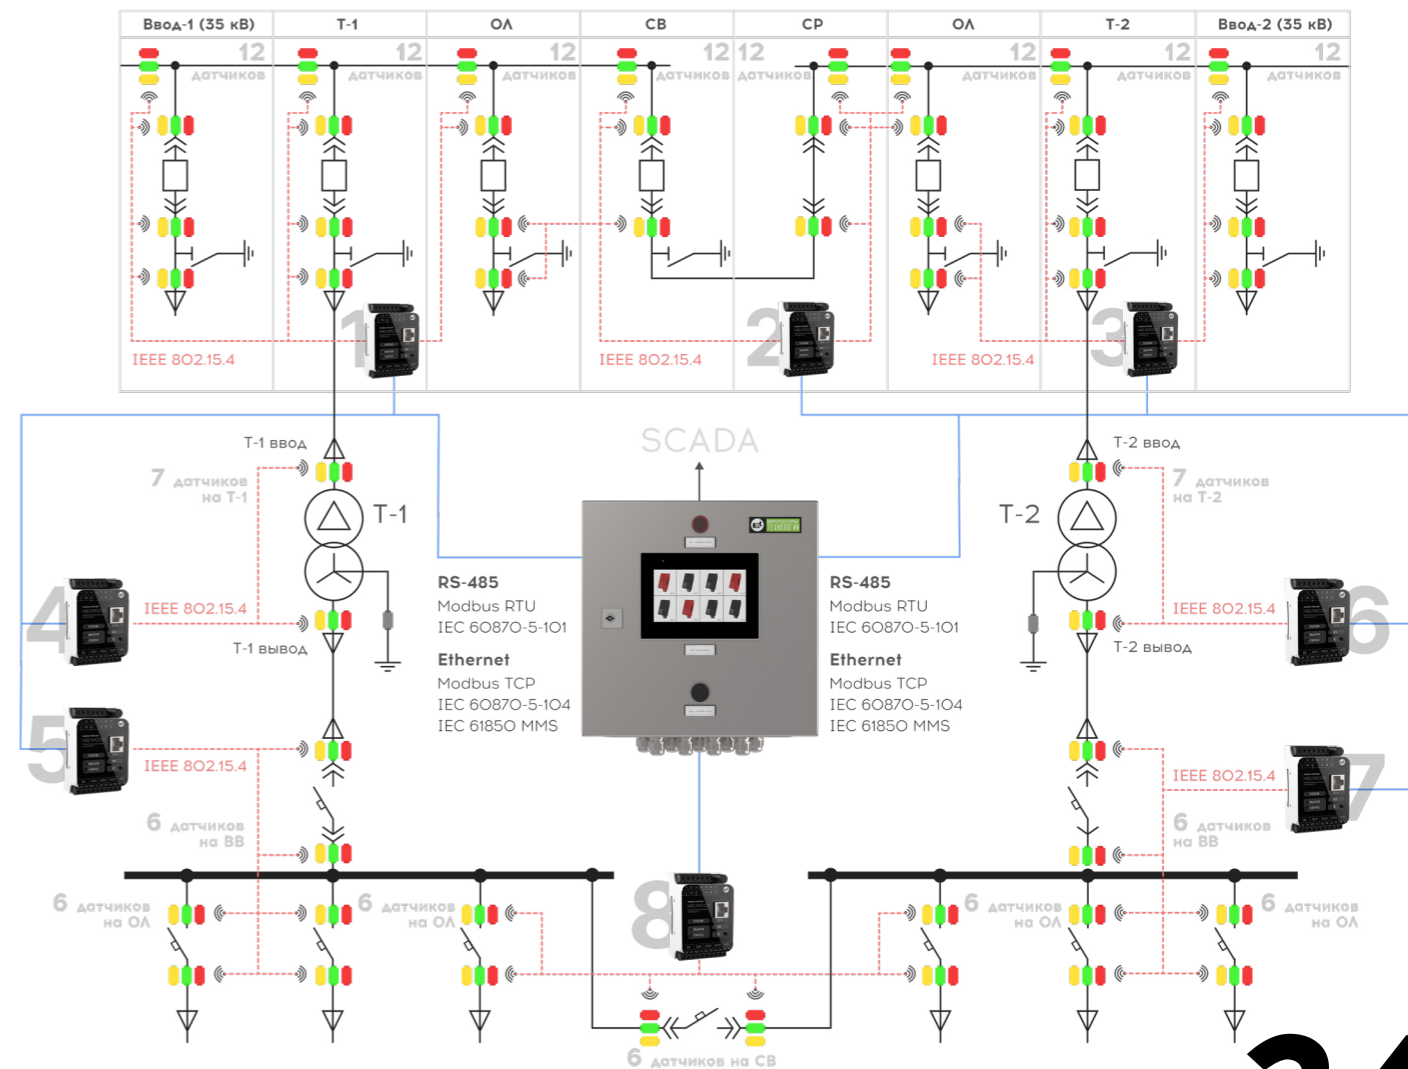 Ввод-1 (35 кВ)
Т-1
ОЛ
СВ
СР
ОЛ
Т-2
Ввод-2 (35 кВ)
12
датчиков
12
датчиков
12
датчиков
12
датчиков
12
датчиков
12
датчиков
12
датчиков
12
датчиков
1
2
3
IEEE 802.15.4
IEEE 802.15.4
IEEE 802.15.4
Т-1 ввод
7 датчиков
на Т-1
Т-1
SCADA
Т-2 ввод
7 датчиков
на Т-2
Т-2
4
IEEE 802.15.4
Т-1 вывод
RS-485
Modbus RTU
IEC 60870-5-101
Ethernet
Modbus TCP
IEC 60870-5-104
IEC 61850 MMS
RS-485
Modbus RTU
IEC 60870-5-101
Ethernet
Modbus TCP
IEC 60870-5-104
IEC 61850 MMS
IEEE 802.15.4
6
Т-2 вывод
5
IEEE 802.15.4
IEEE 802.15.4
7
6 датчиков
на ВВ
6 датчиков
на ВВ
6 датчиков
на ОЛ
6 датчиков
на ОЛ
8
6 датчиков
на ОЛ
6 датчиков
на ОЛ
6 датчиков на СВ